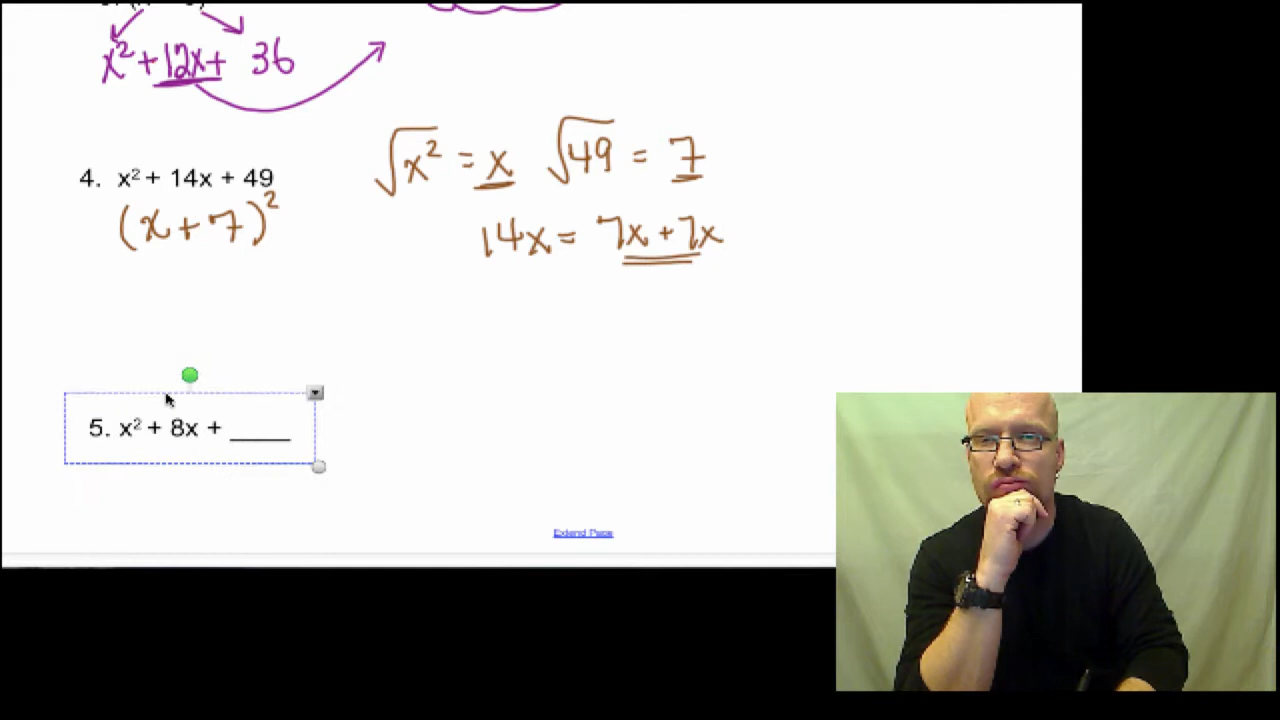 x² + 12x + 36
4. x² + 14x + 49
(x + 7)²
√x² = x √49 = 7
14x = 7x + 7x
5. x² + 8x + ____
Extend Page